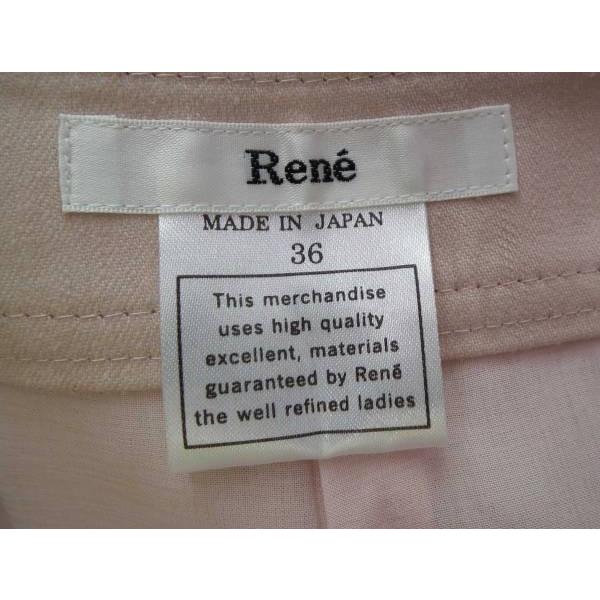 René
MADE IN JAPAN
36
This merchandise
uses high quality
excellent, materials
guaranteed by René
the well refined ladies